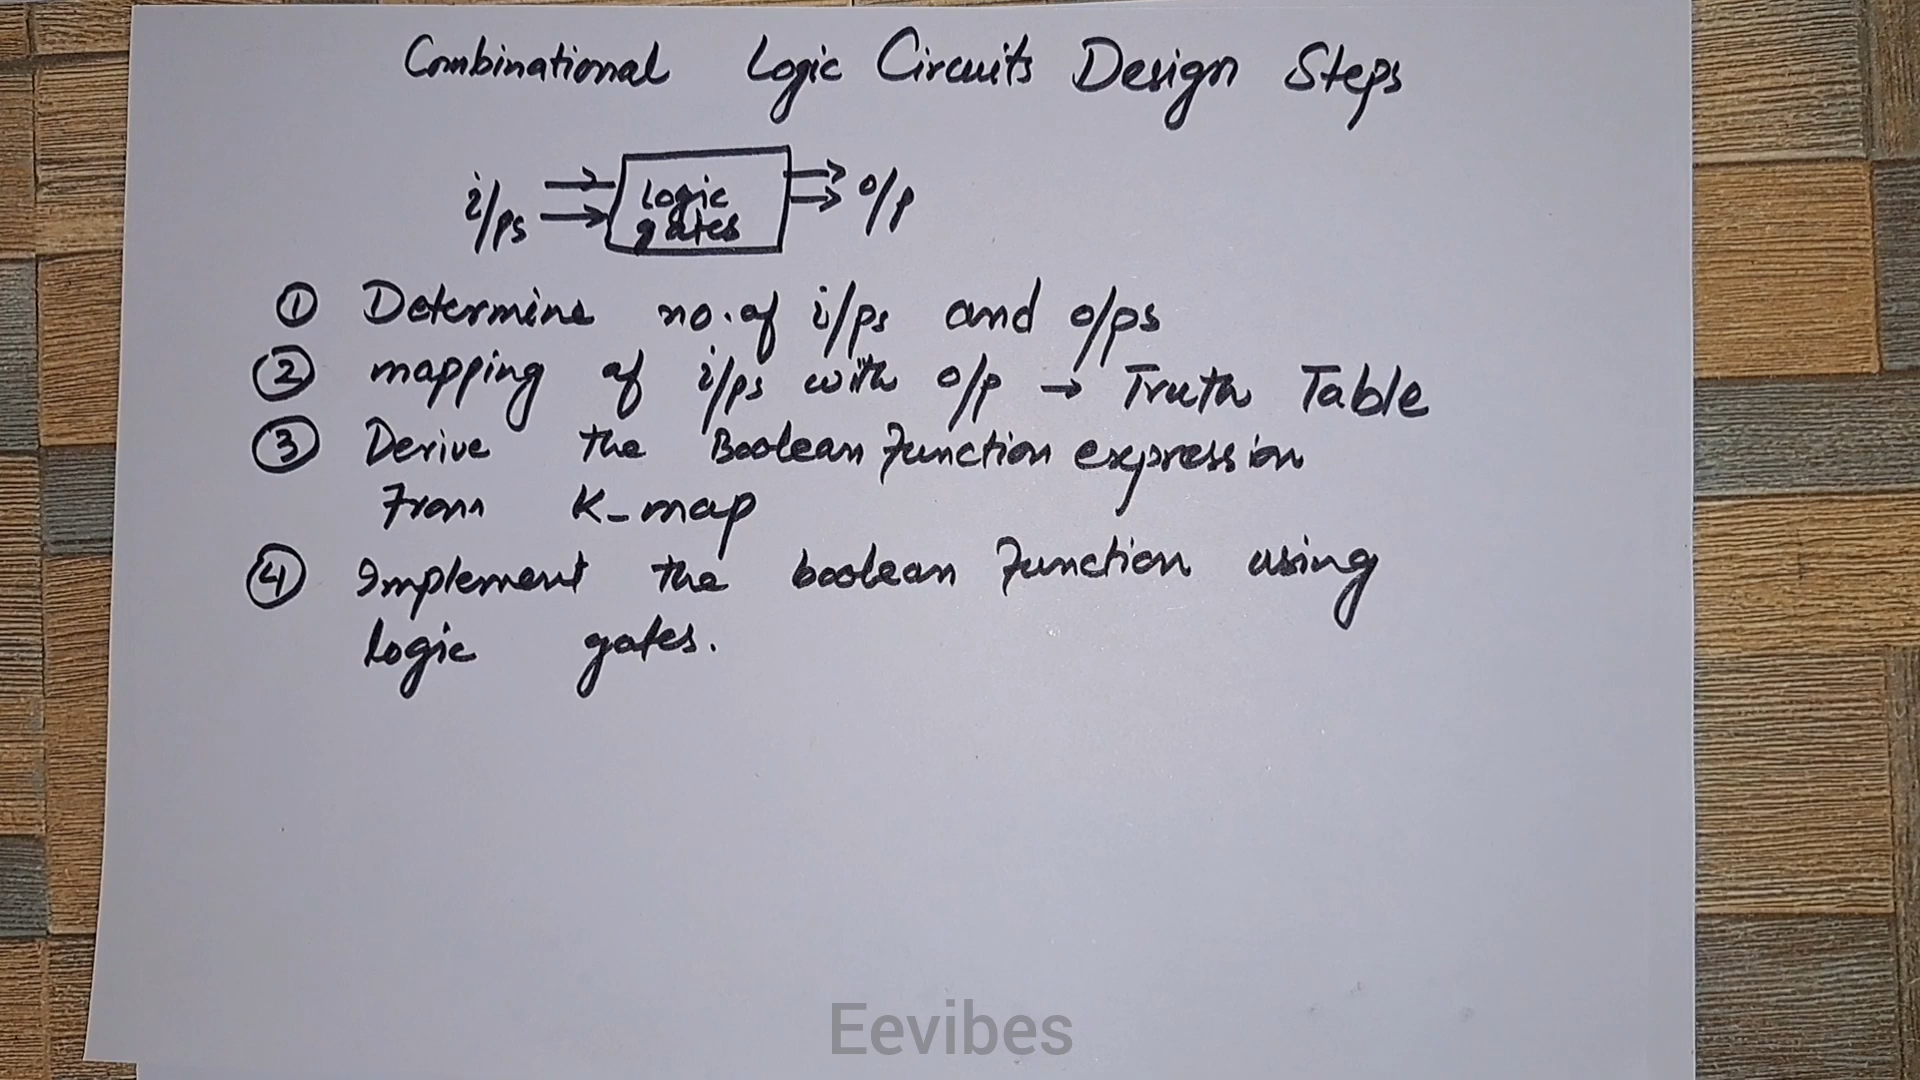 Combinational Logic Circuits Design Steps
i/ps → logic gates → o/p
① Determine no. of i/ps and o/ps
② mapping of i/ps with o/p → Truth Table
③ Derive the Boolean Function expression
From K-map
④ Implement the boolean Function using
logic gates.
Eevibes